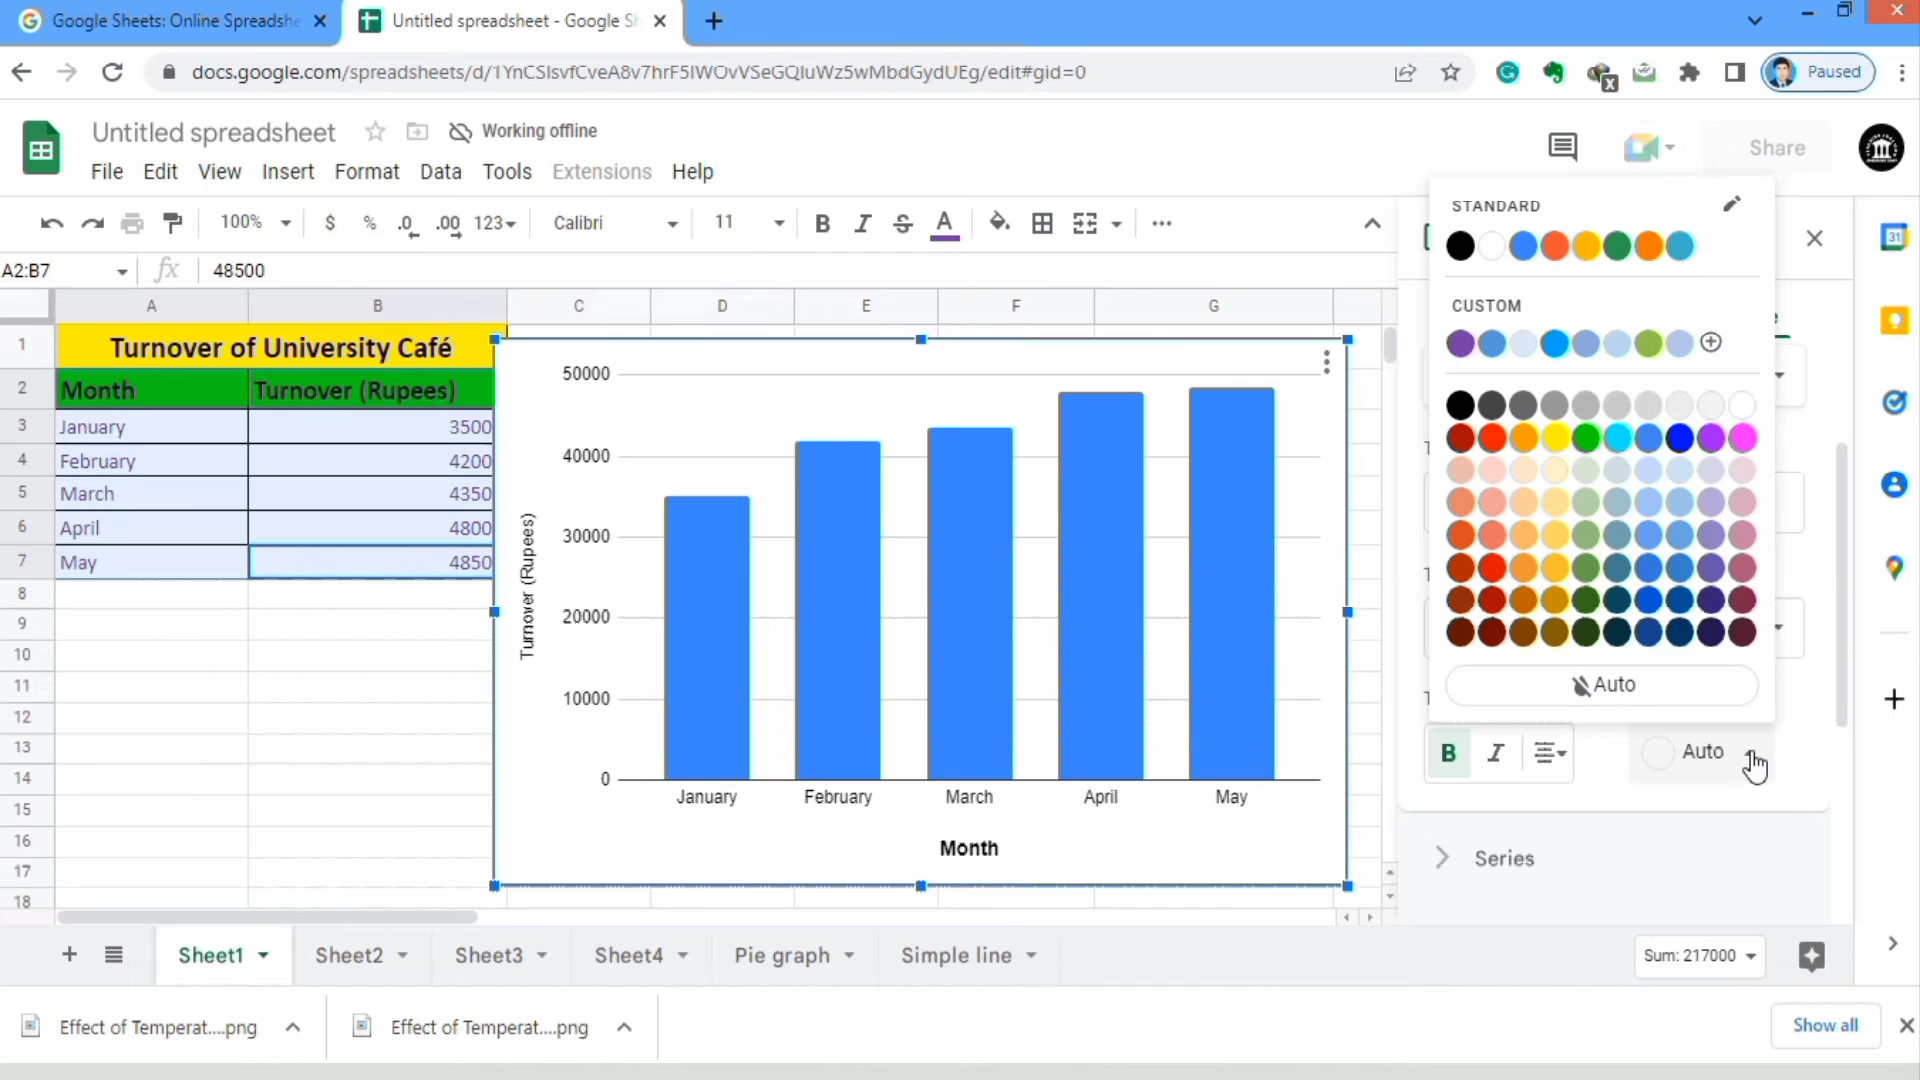 Google Sheets: Online Spreadshe
Untitled spreadsheet - Google Sh
docs.google.com/spreadsheets/d/1YnCSIsvfCveA8v7hrF5IWOvVSeGQIuWz5wMbdGydUEg/edit#gid=0
Paused
Untitled spreadsheet
Working offline
File Edit View Insert Format Data Tools Extensions Help
Share
100% $ % .0 .00 123 Calibri 11 B I S A
A2:B7 fx 48500
A B C D E F G
1 Turnover of University Café
2 Month Turnover (Rupees)
3 January 3500
4 February 4200
5 March 4350
6 April 4800
7 May 4850
8
9
10
11
12
13
14
15
16
17
18
50000
40000
30000
20000
10000
0
Turnover (Rupees)
January February March April May
Month
STANDARD
CUSTOM
Auto
B I Auto
Series
Sheet1 Sheet2 Sheet3 Sheet4 Pie graph Simple line
Sum: 217000
Effect of Temperat....png
Effect of Temperat....png
Show all
31